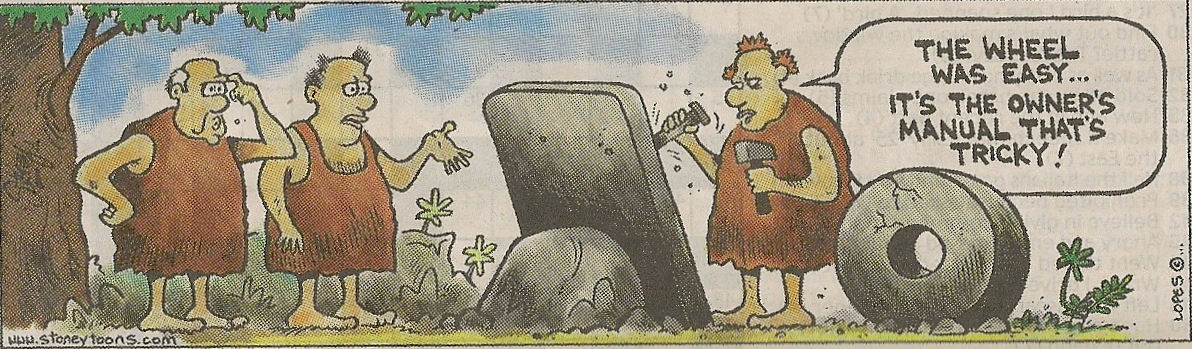 THE WHEEL
WAS EASY...
IT'S THE OWNER'S
MANUAL THAT'S
TRICKY!
LOPES ©...
www.stoneytoons.com